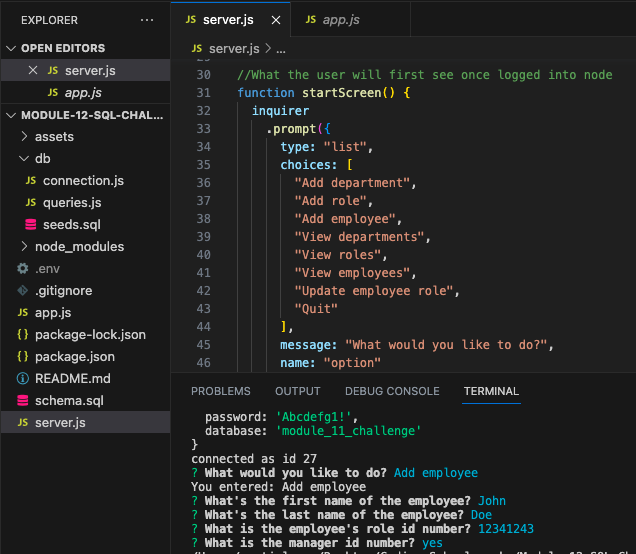 EXPLORER ...
OPEN EDITORS
JS server.js
JS app.js
MODULE-12-SQL-CHAL...
assets
db
JS connection.js
JS queries.js
seeds.sql
node_modules
.env
.gitignore
JS app.js
{} package-lock.json
{} package.json
README.md
schema.sql
JS server.js
JS server.js
JS app.js
JS server.js > ...
30 //What the user will first see once logged into node
31 function startScreen() {
32 inquirer
33 .prompt({
34 type: "list",
35 choices: [
36 "Add department",
37 "Add role",
38 "Add employee",
39 "View departments",
40 "View roles",
41 "View employees",
42 "Update employee role",
43 "Quit"
44 ],
45 message: "What would you like to do?",
46 name: "option"
PROBLEMS OUTPUT DEBUG CONSOLE TERMINAL
password: 'Abcdefg1!',
database: 'module_11_challenge'
}
connected as id 27
? What would you like to do? Add employee
You entered: Add employee
? What's the first name of the employee? John
? What's the last name of the employee? Doe
? What is the employee's role id number? 12341243
? What is the manager id number? yes